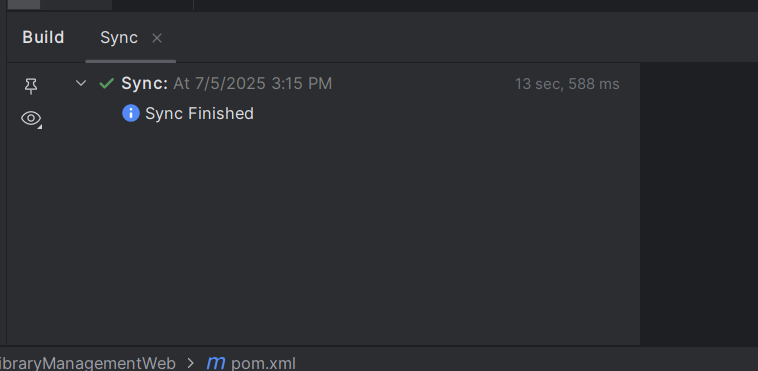 Build Sync
Sync: At 7/5/2025 3:15 PM 13 sec, 588 ms
Sync Finished
ibraryManagementWeb > m pom.xml